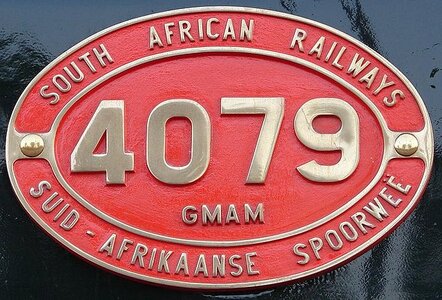 SOUTH AFRICAN RAILWAYS
4079
GMAM
SUID-AFRIKAANSE SPOORWEË